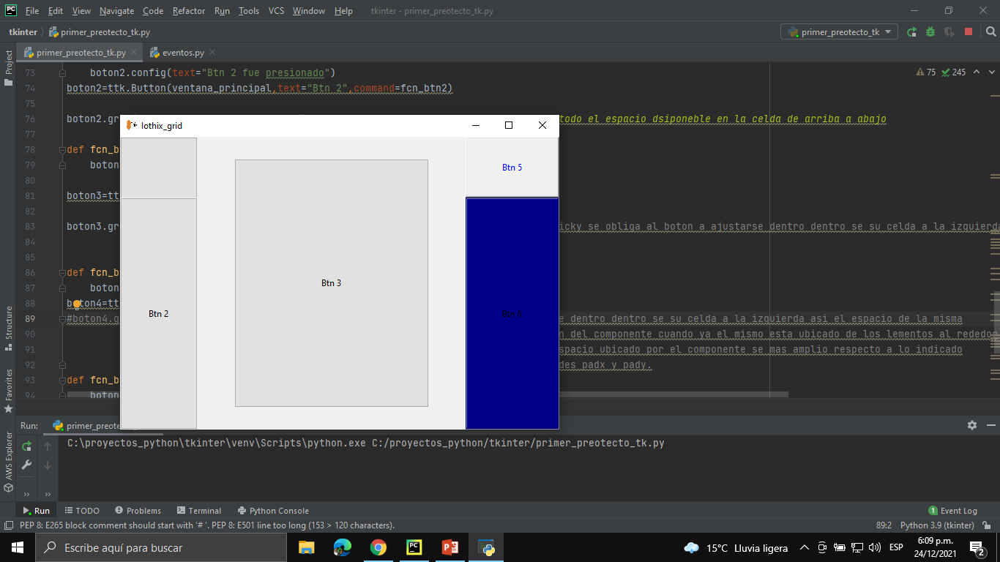 File Edit View Navigate Code Refactor Run Tools VCS Window Help tkinter - primer_preotecto_tk.py
tkinter primer_preotecto_tk.py primer_preotecto_tk
primer_preotecto_tk.py eventos.py
Project
Structure
Favorites
AWS Explorer
75 245
73 boton2.config(text="Btn 2 fue presionado")
74 boton2=ttk.Button(ventana_principal,text="Btn 2",command=fcn_btn2)
75
76 boton2.gr todo el espacio dsiponeble en la celda de arriba a abajo
77
78 def fcn_b
79 boton
80
81 boton3=tt
82
83 boton3.gr icky se obliga al boton a ajustarse dentro dentro se su celda a la izquierda
84
85
86 def fcn_b
87 boton
88 boton4=tt
89 #boton4.g e dentro dentro se su celda a la izquierda asi el espacio de la misma
90 n del componente cuando ya el mismo esta ubicado de los lementos al rededor
91 spacio ubicado por el componente se mas amplio respecto a lo indicado
92 des padx y pady.
93 def fcn_b
94 boton
lothix_grid
Btn 5
Btn 3
Btn 2
Btn 6
Run: primer_preote
C:\proyectos_python\tkinter\venv\Scripts\python.exe C:/proyectos_python/tkinter/primer_preotecto_tk.py
Run TODO Problems Terminal Python Console 1 Event Log
PEP 8: E265 block comment should start with '# '. PEP 8: E501 line too long (153 > 120 characters). 89:2 Python 3.9 (tkinter)
Escribe aquí para buscar
15°C Lluvia ligera ESP 6:09 p.m.
24/12/2021
2